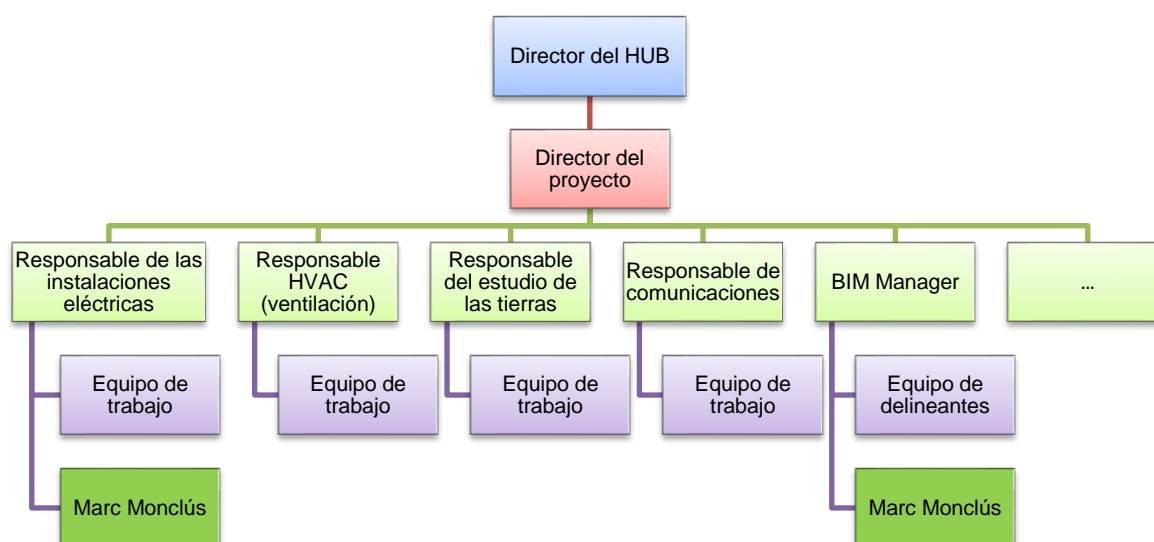 Director del HUB
Director del
proyecto
Responsable de las
instalaciones
eléctricas
Responsable
HVAC
(ventilación)
Responsable
del estudio de
las tierras
Responsable de
comunicaciones
BIM Manager
...
Equipo de
trabajo
Equipo de
trabajo
Equipo de
trabajo
Equipo de
trabajo
Equipo de
delineantes
Marc Monclús
Marc Monclús